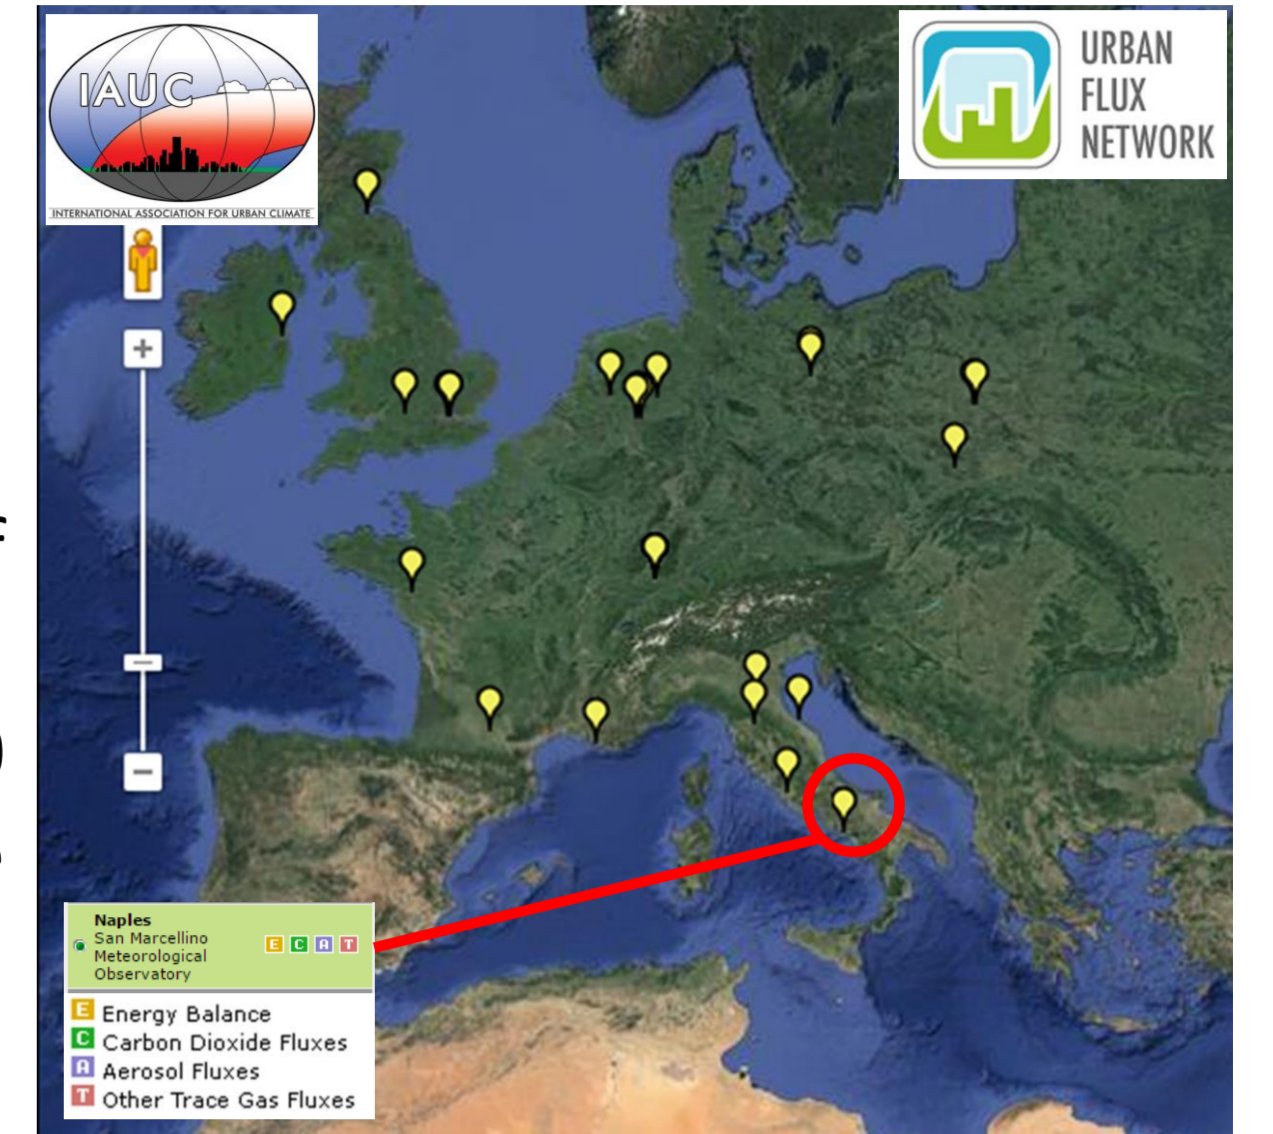 IAUC
INTERNATIONAL ASSOCIATION FOR URBAN CLIMATE
URBAN
FLUX
NETWORK
+
−
Naples
San Marcellino
Meteorological
Observatory
E C A T
E Energy Balance
C Carbon Dioxide Fluxes
A Aerosol Fluxes
T Other Trace Gas Fluxes
f
)